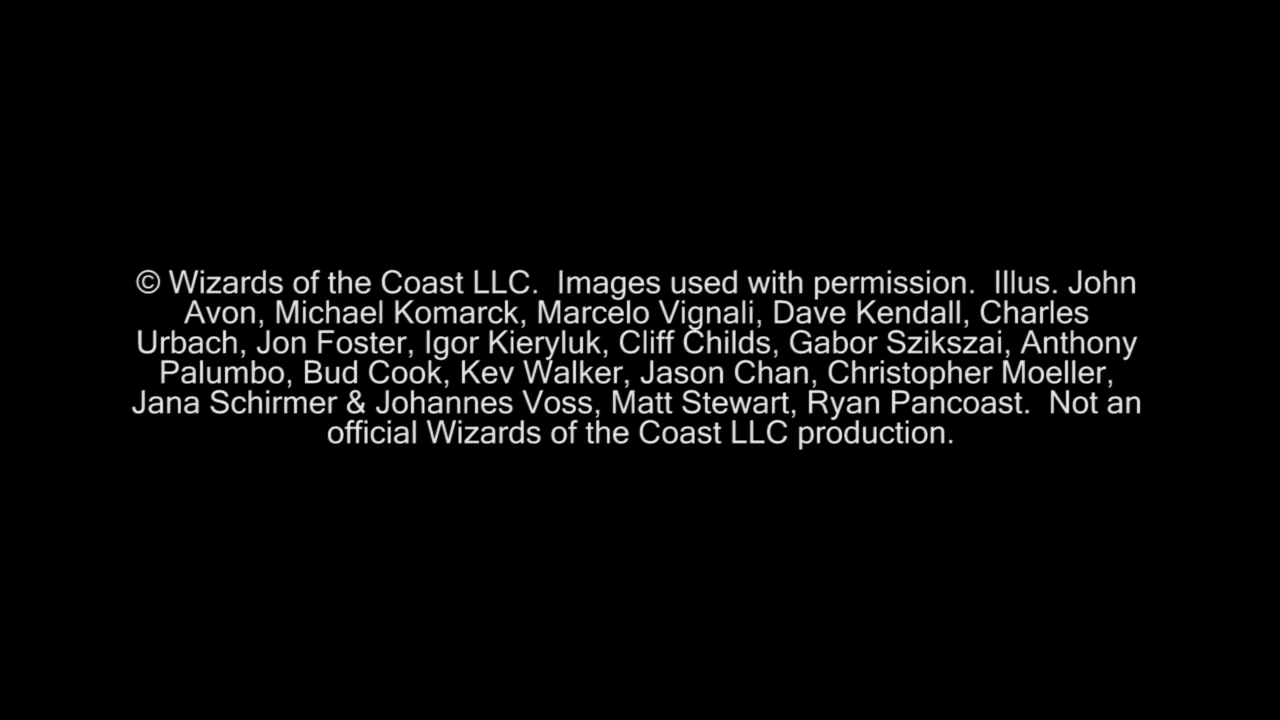 © Wizards of the Coast LLC.  Images used with permission.  Illus. John
Avon, Michael Komarck, Marcelo Vignali, Dave Kendall, Charles
Urbach, Jon Foster, Igor Kieryluk, Cliff Childs, Gabor Szikszai, Anthony
Palumbo, Bud Cook, Kev Walker, Jason Chan, Christopher Moeller,
Jana Schirmer & Johannes Voss, Matt Stewart, Ryan Pancoast.  Not an
official Wizards of the Coast LLC production.